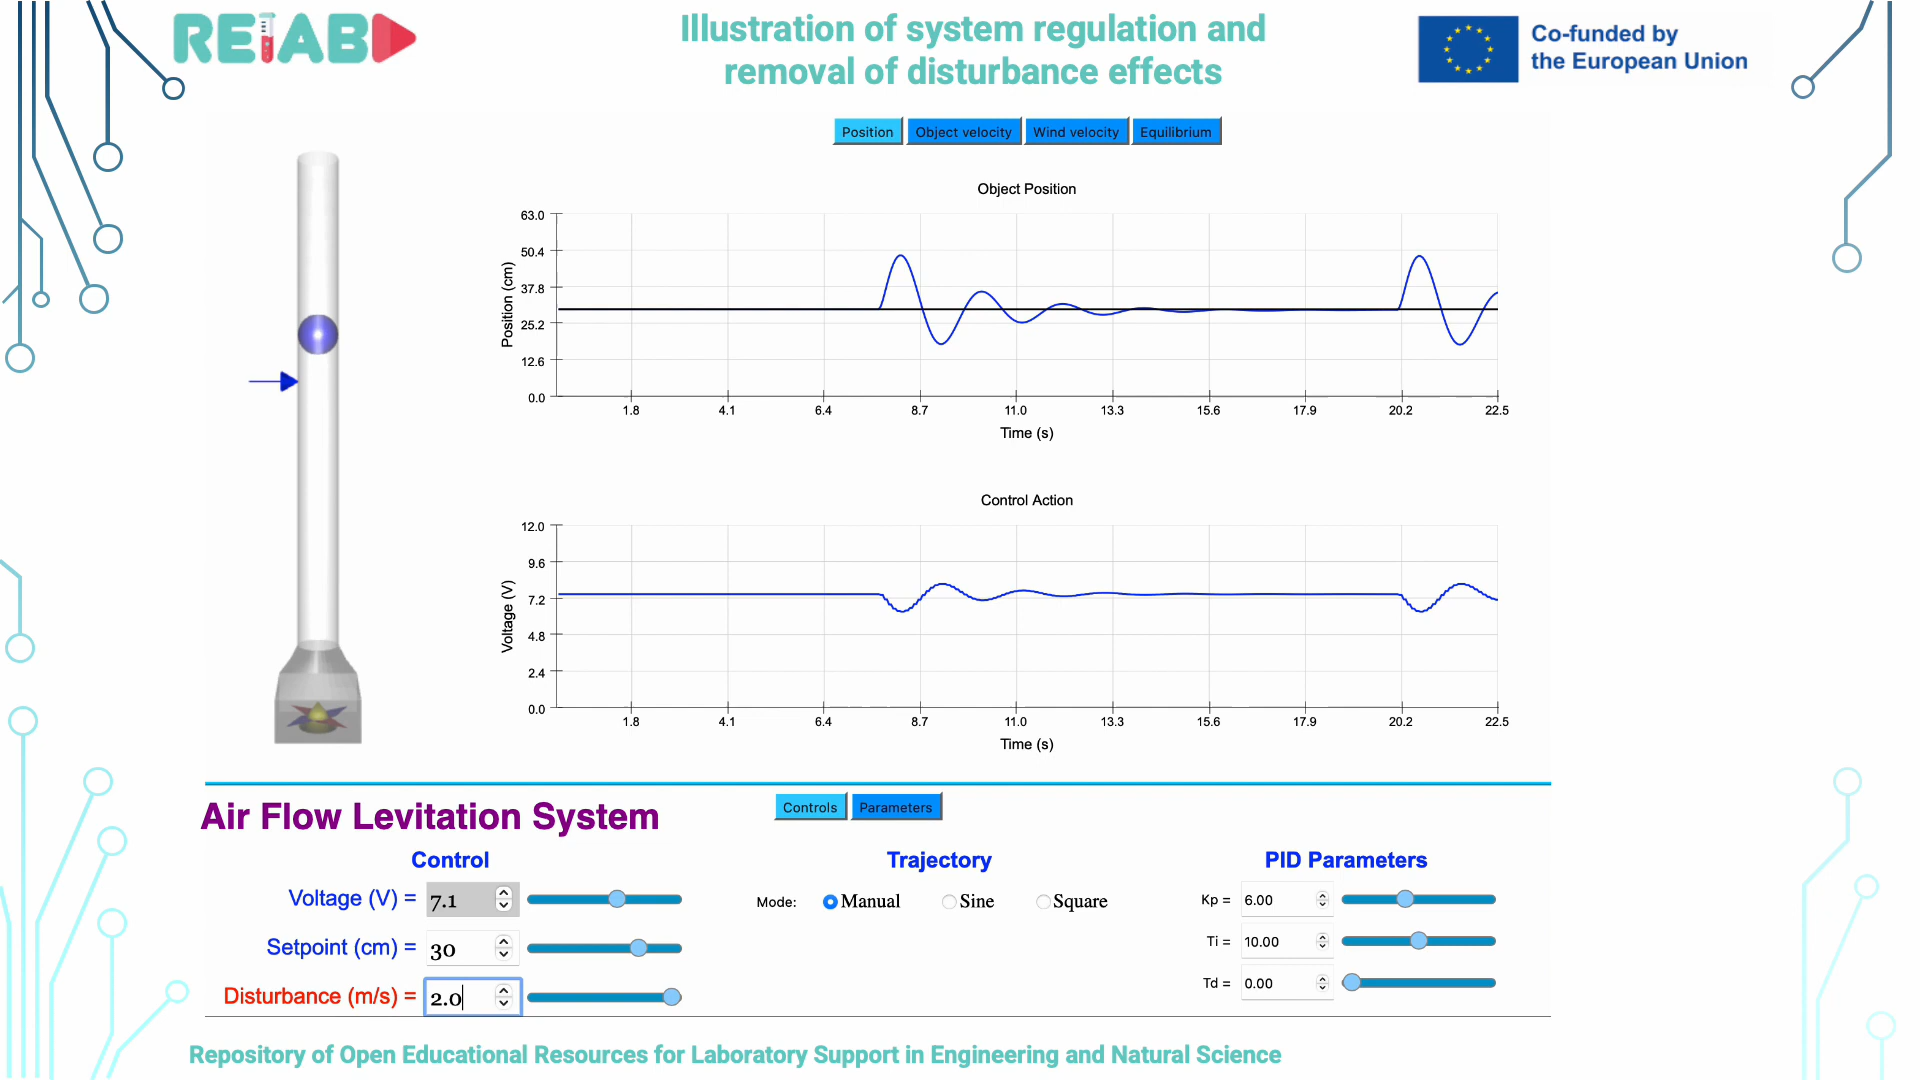 RELAB
Illustration of system regulation and
removal of disturbance effects
Co-funded by
the European Union
Position Object velocity Wind velocity Equilibrium
Object Position
Position (cm)
63.0
50.4
37.8
25.2
12.6
0.0
1.8 4.1 6.4 8.7 11.0 13.3 15.6 17.9 20.2 22.5
Time (s)
Control Action
Voltage (V)
12.0
9.6
7.2
4.8
2.4
0.0
1.8 4.1 6.4 8.7 11.0 13.3 15.6 17.9 20.2 22.5
Time (s)
Air Flow Levitation System
Controls Parameters
Control
Voltage (V) = 7.1
Setpoint (cm) = 30
Disturbance (m/s) = 2.0
Trajectory
Mode: Manual Sine Square
PID Parameters
Kp = 6.00
Ti = 10.00
Td = 0.00
Repository of Open Educational Resources for Laboratory Support in Engineering and Natural Science